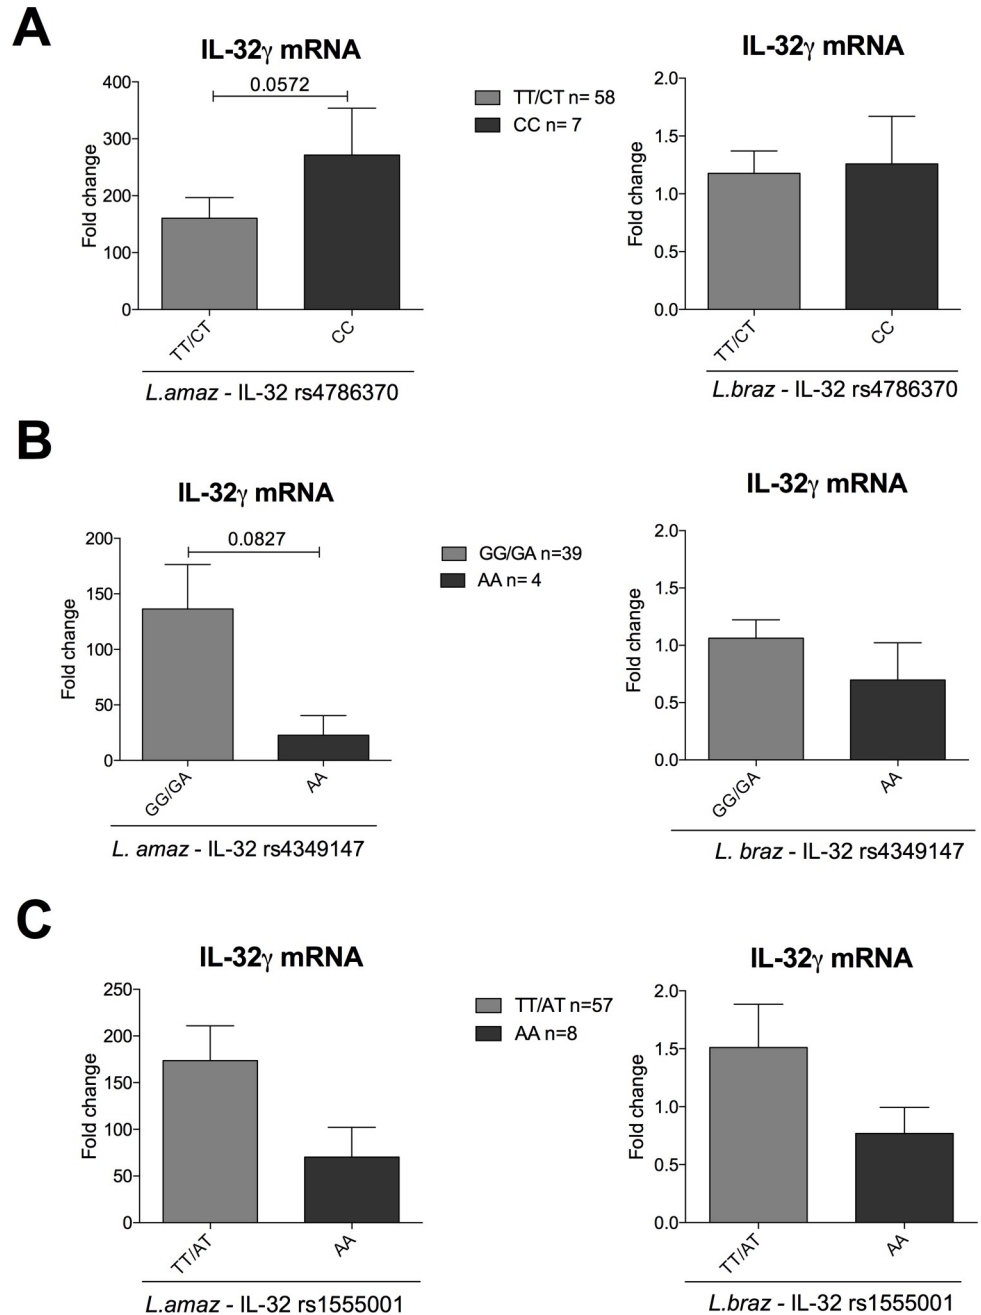 A
IL-32γ mRNA
400
300
200
100
0
Fold change
0.0572
TT/CT
CC
L.amaz - IL-32 rs4786370
TT/CT n= 58
CC n= 7
IL-32γ mRNA
2.0
1.5
1.0
0.5
0.0
Fold change
TT/CT
CC
L.braz - IL-32 rs4786370
B
IL-32γ mRNA
200
150
100
50
0
Fold change
0.0827
GG/GA
AA
L. amaz - IL-32 rs4349147
GG/GA n=39
AA n= 4
IL-32γ mRNA
2.0
1.5
1.0
0.5
0.0
Fold change
GG/GA
AA
L. braz - IL-32 rs4349147
C
IL-32γ mRNA
250
200
150
100
50
0
Fold change
TT/AT
AA
L.amaz - IL-32 rs1555001
TT/AT n=57
AA n=8
IL-32γ mRNA
2.0
1.5
1.0
0.5
0.0
Fold change
TT/AT
AA
L.braz - IL-32 rs1555001